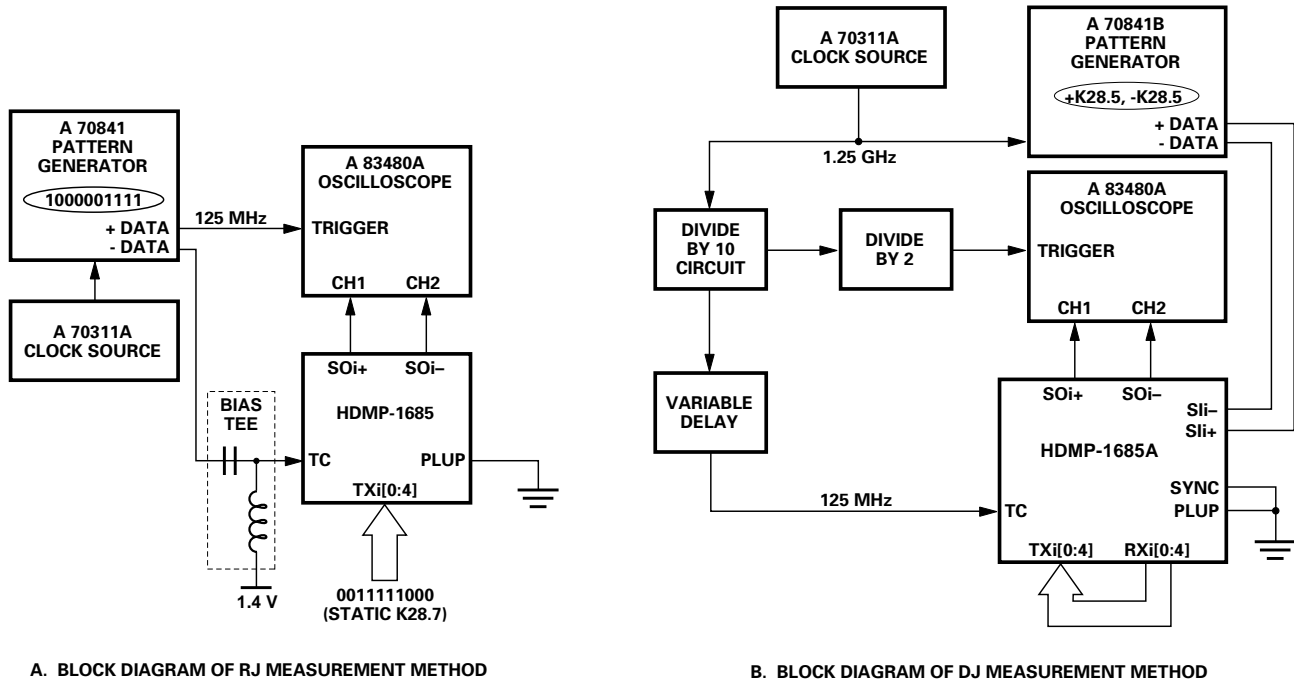 A 70841
PATTERN
GENERATOR
1000001111
+ DATA
- DATA
125 MHz
A 83480A
OSCILLOSCOPE
TRIGGER
CH1 CH2
A 70311A
CLOCK SOURCE
BIAS
TEE
1.4 V
SOi+ SOi–
HDMP-1685
TC PLUP
TXi[0:4]
0011111000
(STATIC K28.7)
A. BLOCK DIAGRAM OF RJ MEASUREMENT METHOD
A 70311A
CLOCK SOURCE
1.25 GHz
A 70841B
PATTERN
GENERATOR
+K28.5, -K28.5
+ DATA
- DATA
DIVIDE
BY 10
CIRCUIT
DIVIDE
BY 2
A 83480A
OSCILLOSCOPE
TRIGGER
CH1 CH2
VARIABLE
DELAY
125 MHz
SOi+ SOi–
SIi–
SIi+
HDMP-1685A
SYNC
TC PLUP
TXi[0:4] RXi[0:4]
B. BLOCK DIAGRAM OF DJ MEASUREMENT METHOD